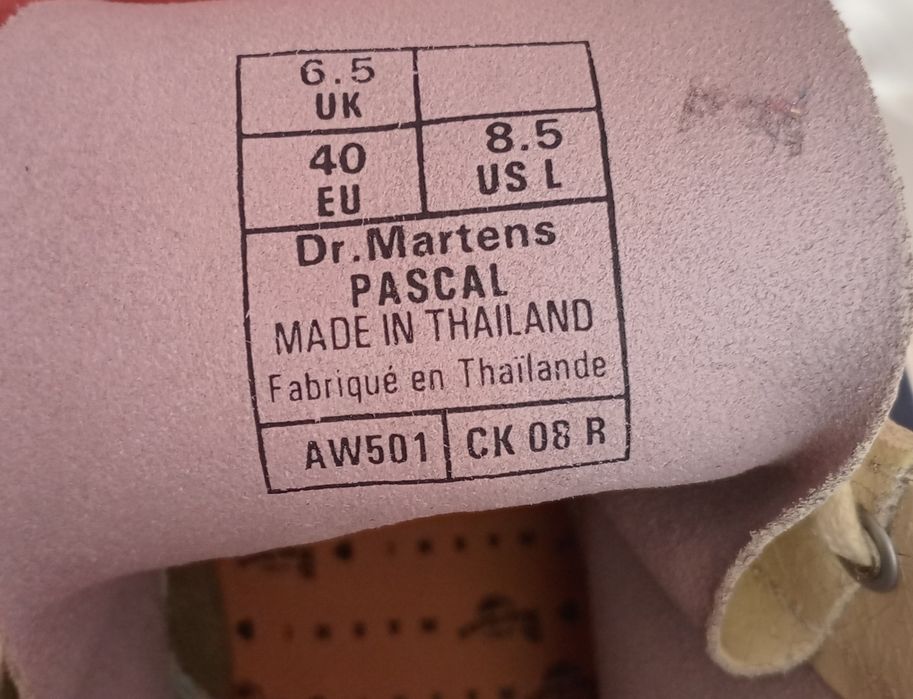 6.5
UK
40
EU
8.5
US L
Dr.Martens
PASCAL
MADE IN THAILAND
Fabriqué en Thaïlande
AW501
CK 08 R